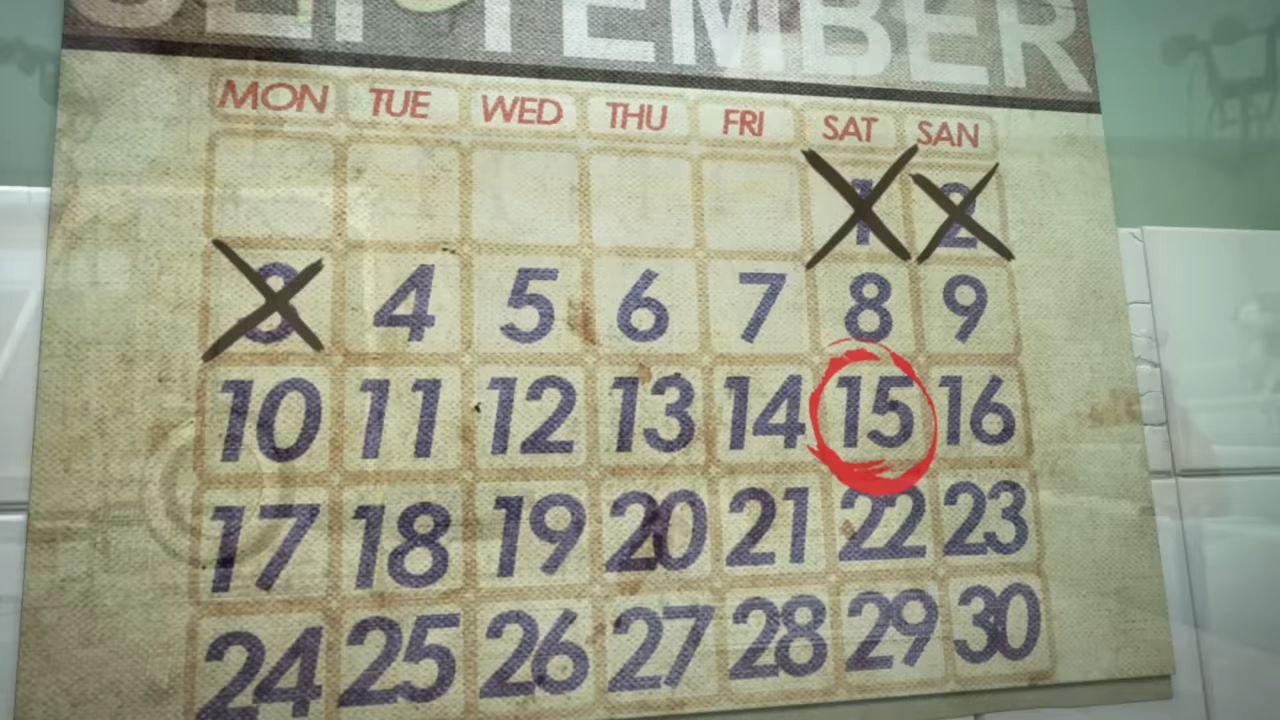 SEPTEMBER
MON TUE WED THU FRI SAT SAN
1 2
3 4 5 6 7 8 9
10 11 12 13 14 15 16
17 18 19 20 21 22 23
24 25 26 27 28 29 30